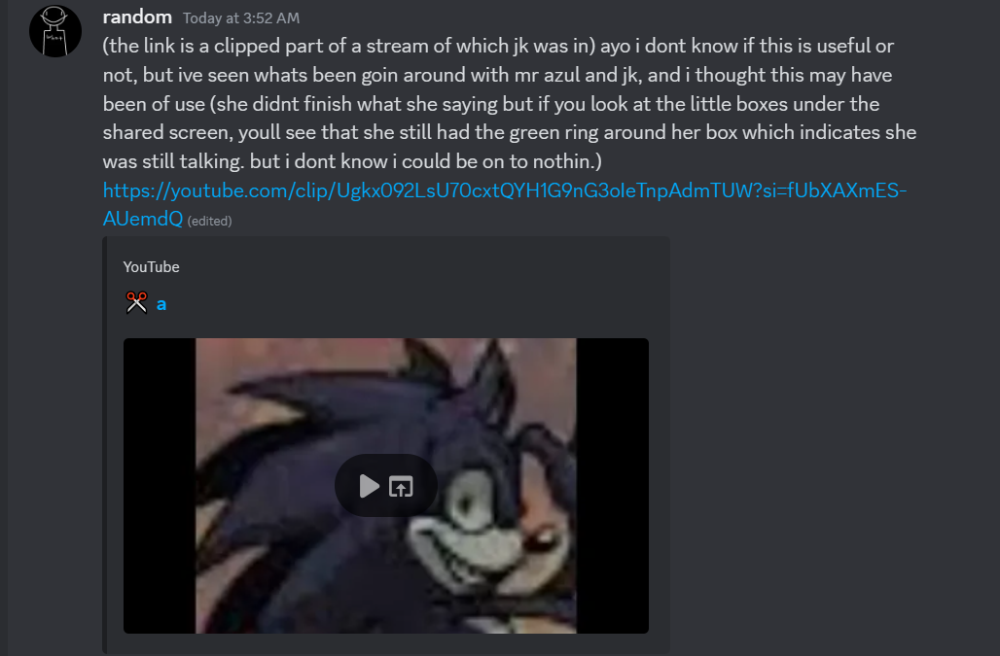 random Today at 3:52 AM
(the link is a clipped part of a stream of which jk was in) ayo i dont know if this is useful or
not, but ive seen whats been goin around with mr azul and jk, and i thought this may have
been of use (she didnt finish what she saying but if you look at the little boxes under the
shared screen, youll see that she still had the green ring around her box which indicates she
was still talking. but i dont know i could be on to nothin.)
https://youtube.com/clip/Ugkx092LsU70cxtQYH1G9nG3oIeTnpAdmTUW?si=fUbXAXmES-
AUemdQ (edited)
YouTube
a